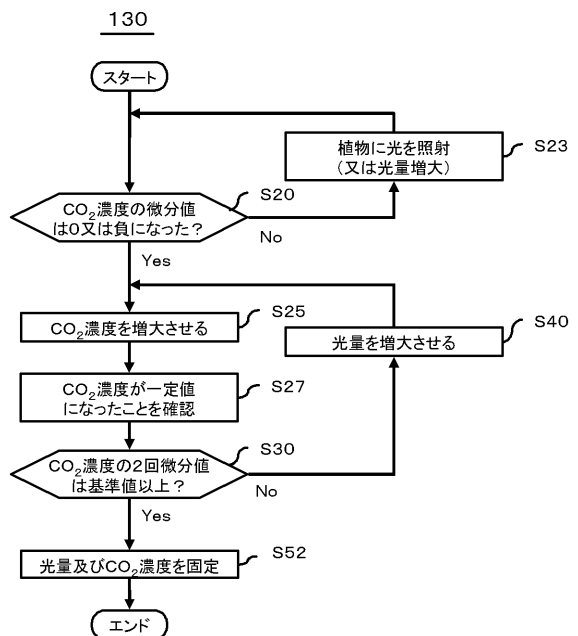 130
スタート
植物に光を照射
(又は光量増大)
S23
CO₂濃度の微分値
は0又は負になった?
S20
No
Yes
CO₂濃度を増大させる
S25
光量を増大させる
S40
CO₂濃度が一定値
になったことを確認
S27
CO₂濃度の2回微分値
は基準値以上?
S30
No
Yes
光量及びCO₂濃度を固定
S52
エンド